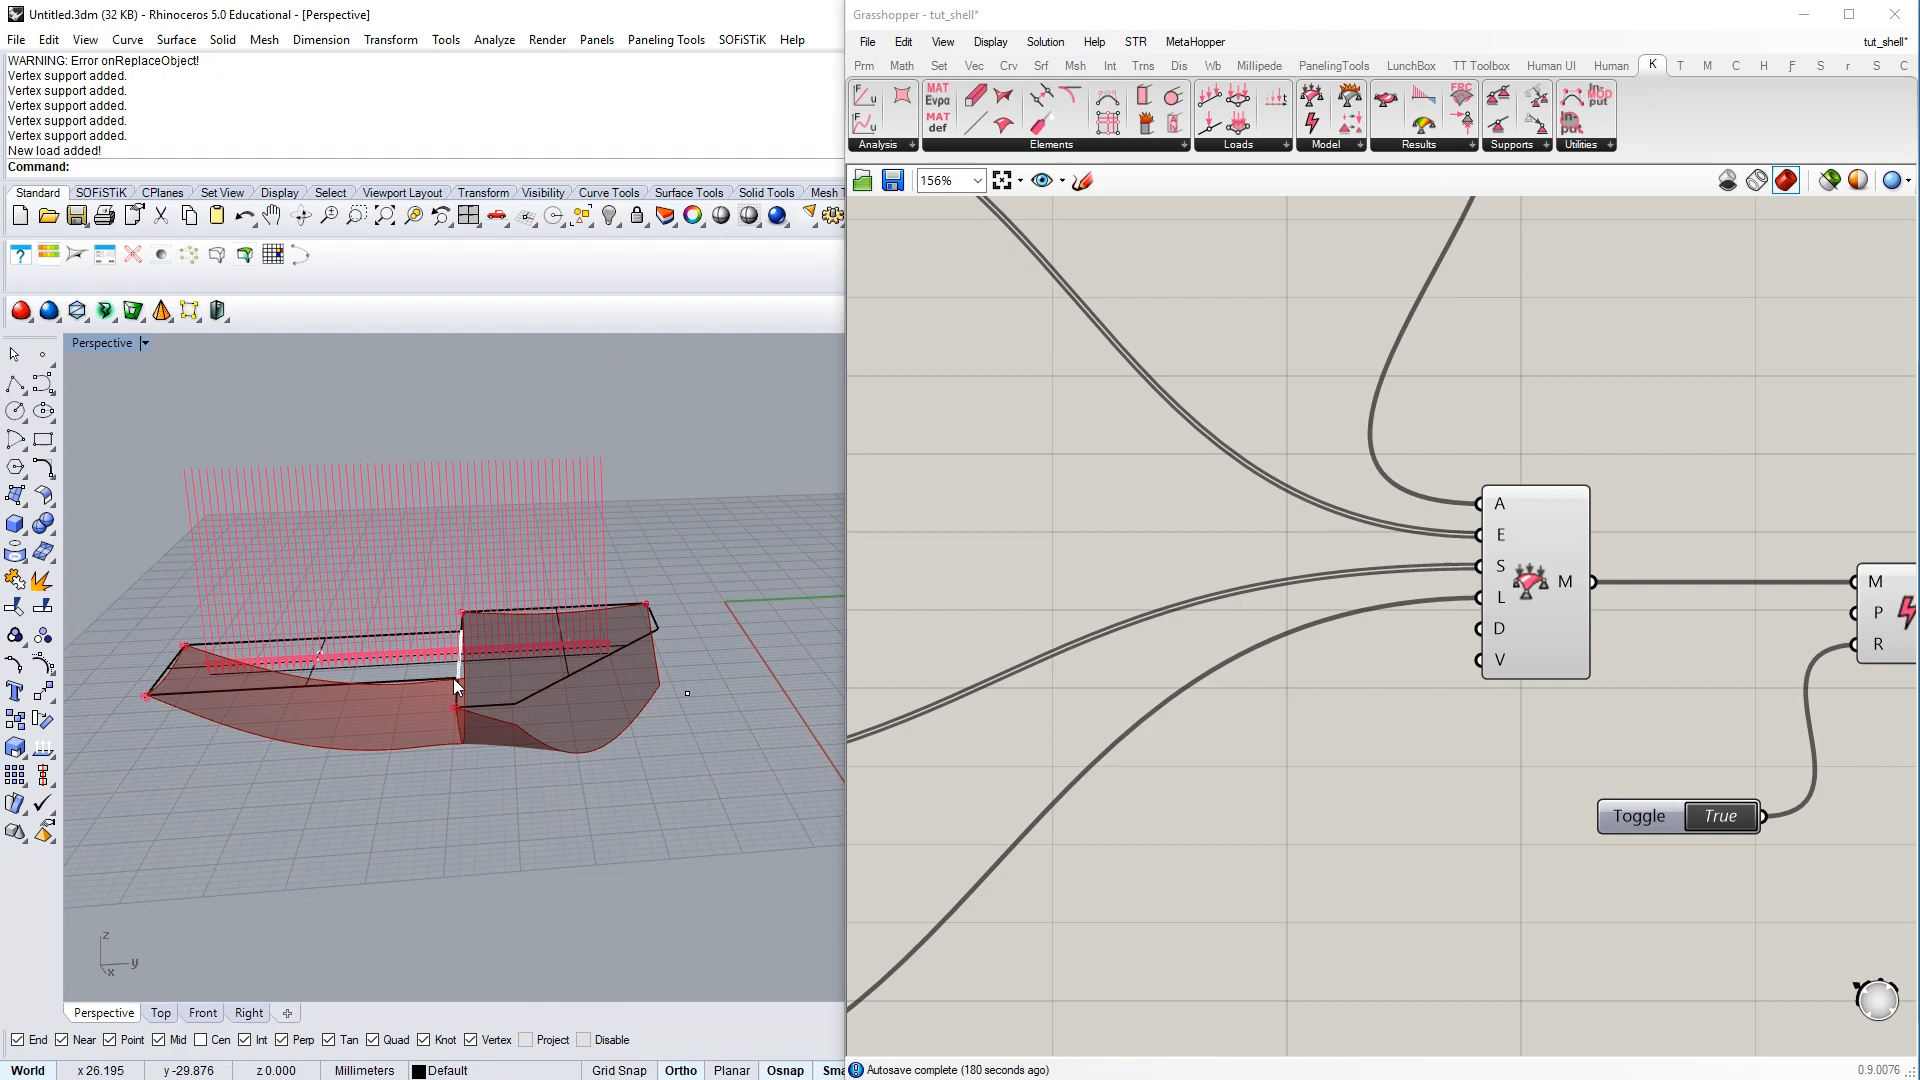 Untitled.3dm (32 KB) - Rhinoceros 5.0 Educational - [Perspective]
File Edit View Curve Surface Solid Mesh Dimension Transform Tools Analyze Render Panels Paneling Tools SOFiSTiK Help
WARNING: Error onReplaceObject!
Vertex support added.
Vertex support added.
Vertex support added.
Vertex support added.
Vertex support added.
New load added!
Command:
Standard SOFiSTiK CPlanes Set View Display Select Viewport Layout Transform Visibility Curve Tools Surface Tools Solid Tools Mesh T
Perspective
z
y
x
Perspective Top Front Right
End Near Point Mid Cen Int Perp Tan Quad Knot Vertex Project Disable
World x 26.195 y -29.876 z 0.000 Millimeters Default Grid Snap Ortho Planar Osnap Sma
Grasshopper - tut_shell*
File Edit View Display Solution Help STR MetaHopper tut_shell*
Prm Math Set Vec Crv Srf Msh Int Trns Dis Wb Millipede PanelingTools LunchBox TT Toolbox Human UI Human K T M C H F S r S C
MAT
Evpa
MAT
def
FRC
In-
put
MOP
In-
put
Analysis Elements Loads Model Results Supports Utilities
156%
A
E
S
L
D
V
M
M
P
R
Toggle True
Autosave complete (180 seconds ago) 0.9.0076